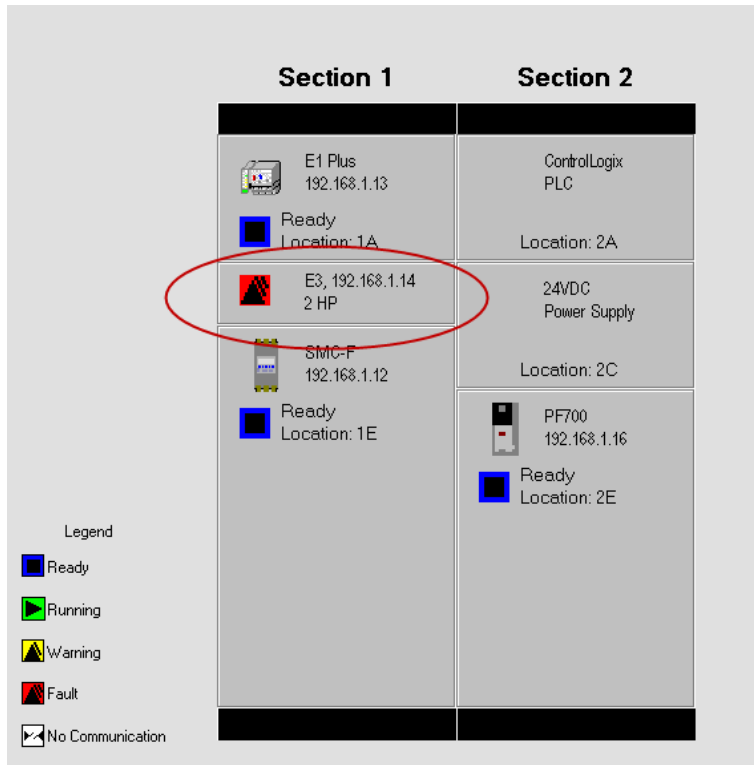 Section 1
Section 2
E1 Plus
192.168.1.13
Ready
Location: 1A
E3, 192.168.1.14
2 HP
SMC-F
192.168.1.12
Ready
Location: 1E
ControlLogix
PLC
Location: 2A
24VDC
Power Supply
Location: 2C
PF700
192.168.1.16
Ready
Location: 2E
Legend
Ready
Running
Warning
Fault
No Communication